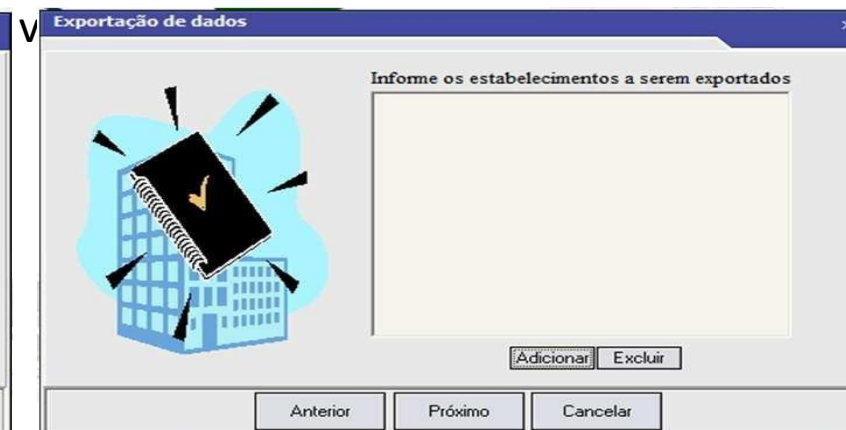 Exportação de dados
Informe os estabelecimentos a serem exportados
Adicionar Excluir
Anterior Próximo Cancelar